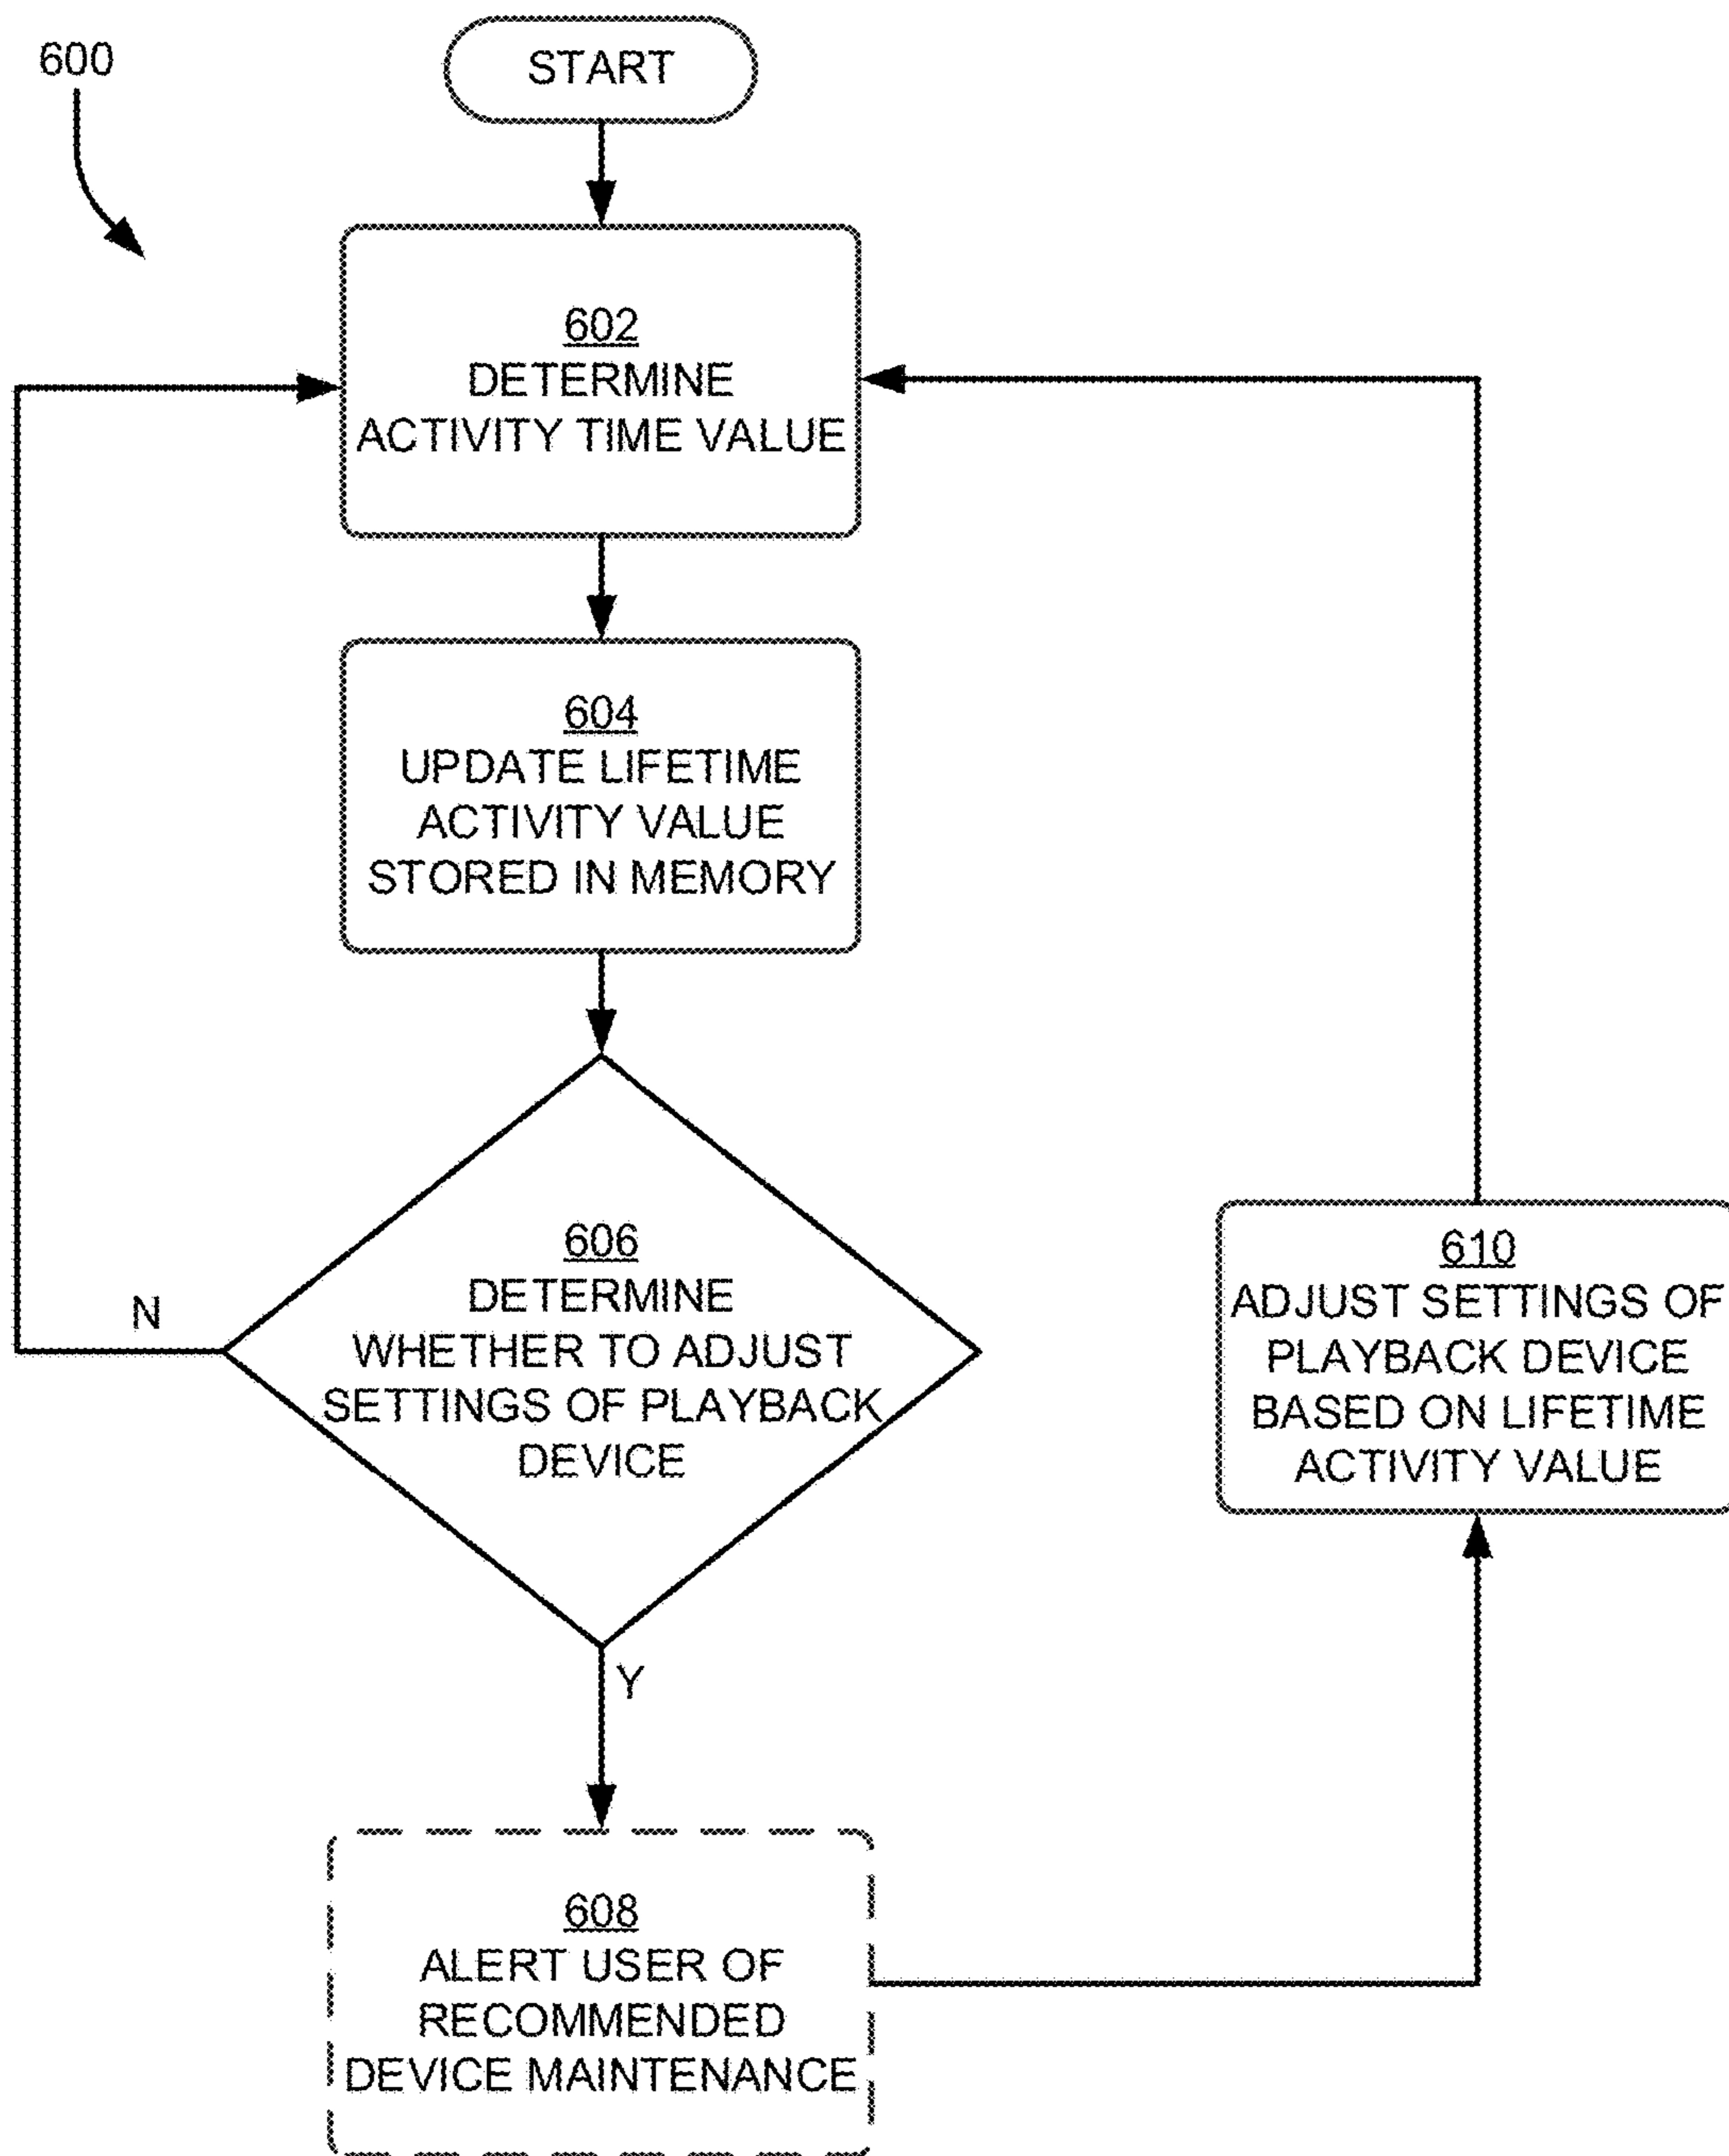 600
START
602
DETERMINE
ACTIVITY TIME VALUE
604
UPDATE LIFETIME
ACTIVITY VALUE
STORED IN MEMORY
606
DETERMINE
WHETHER TO ADJUST
SETTINGS OF PLAYBACK
DEVICE
N
Y
608
ALERT USER OF
RECOMMENDED
DEVICE MAINTENANCE
610
ADJUST SETTINGS OF
PLAYBACK DEVICE
BASED ON LIFETIME
ACTIVITY VALUE